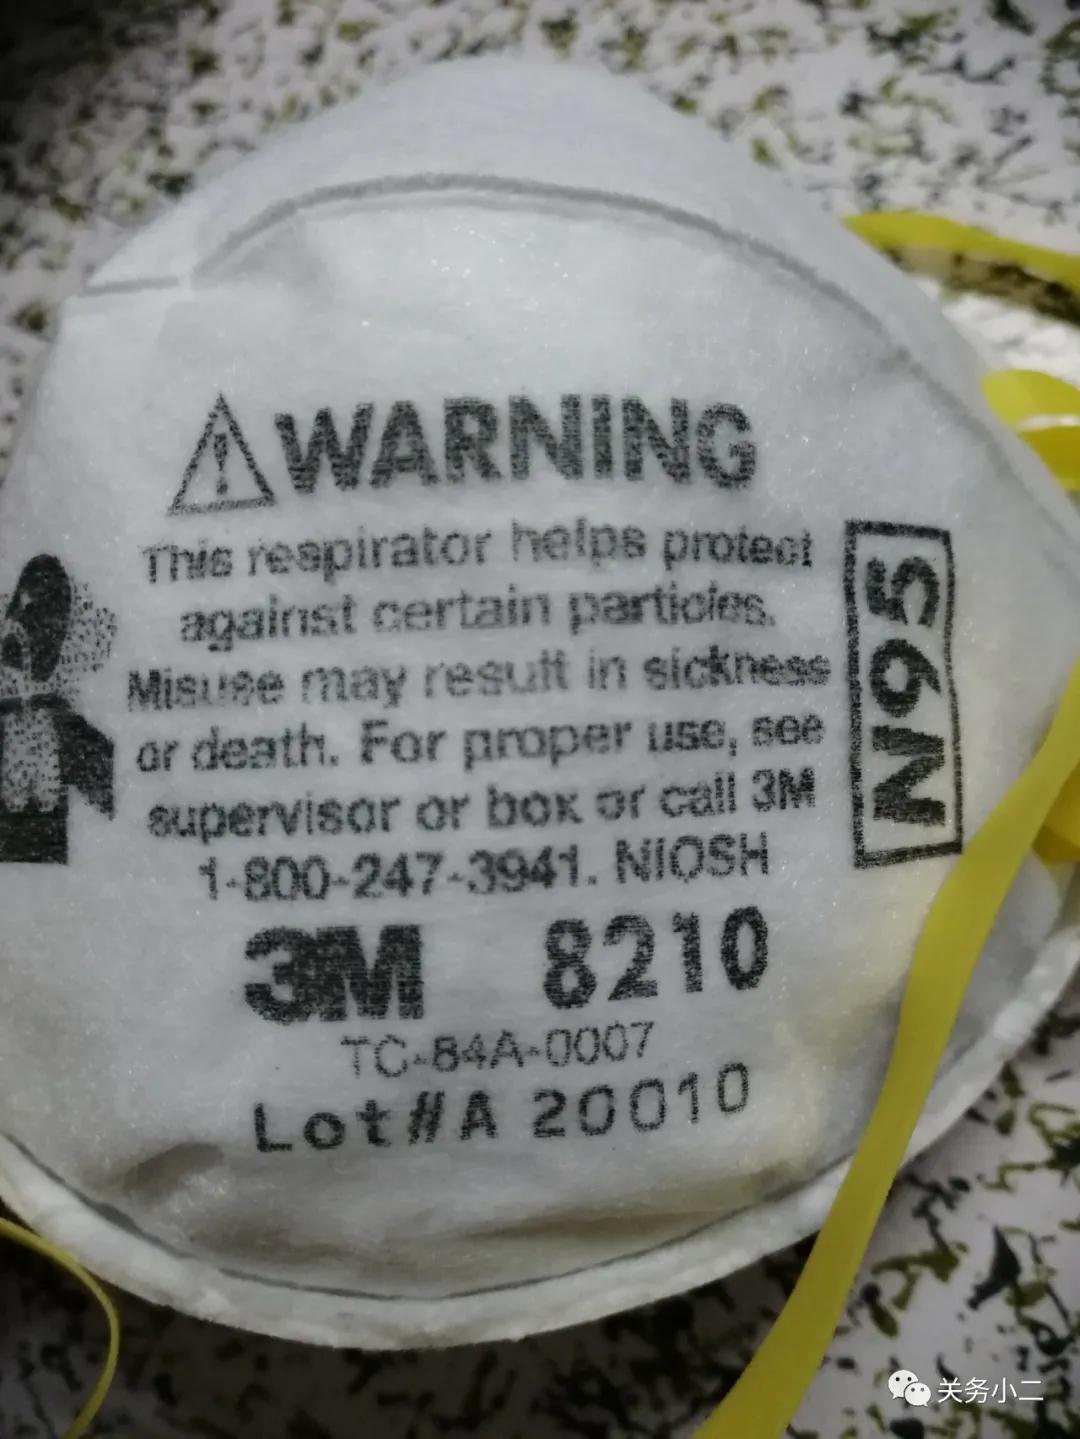 WARNING
This respirator helps protect
against certain particles.
Misuse may result in sickness
or death. For proper use, see
supervisor or box or call 3M
1-800-247-3941. NIOSH
3M 8210
TC-84A-0007
Lot#A 20010
N95
关务小二